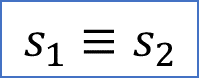 s₁ ≡ s₂